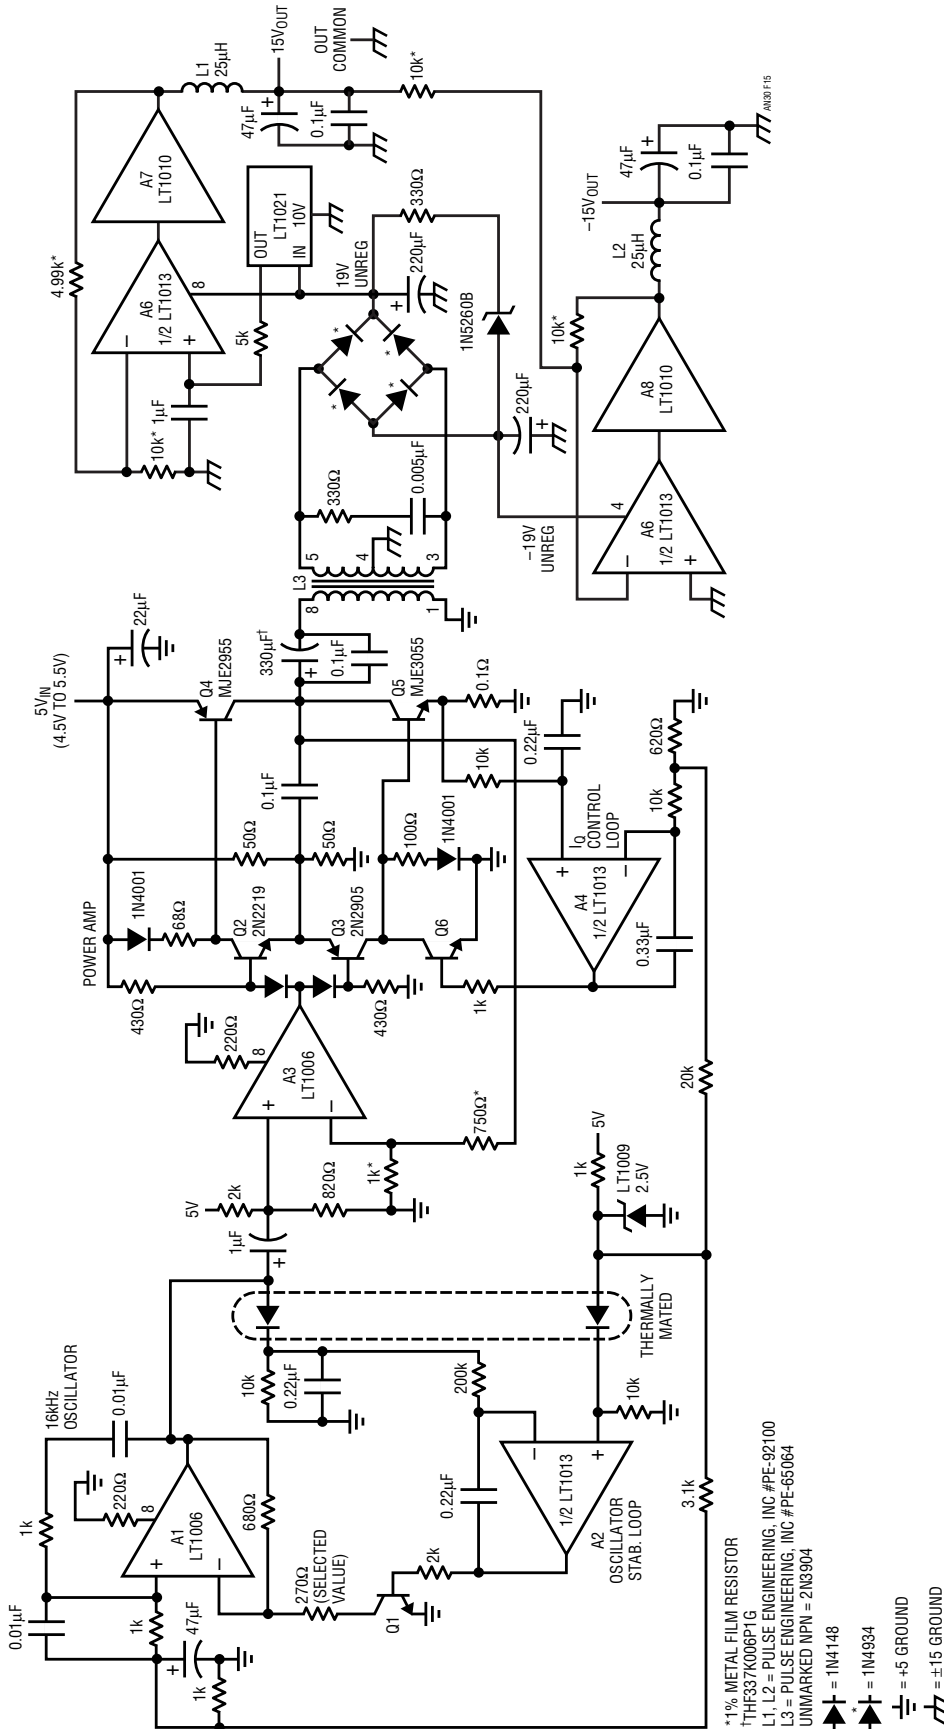 5VIN
(4.5V TO 5.5V)
POWER AMP
1N4001
68Ω
430Ω
Q2
2N2219
Q3
2N2905
430Ω
Q6
1k
50Ω
50Ω
0.1µF
100Ω
1N4001
Q4
MJE2955
22µF
+
330µF†
+
0.1µF
Q5
MJE3055
0.1Ω
10k
0.22µF
IQ
CONTROL
LOOP
A4
1/2 LT1013
+
–
0.33µF
10k
620Ω
20k
16kHz
OSCILLATOR
0.01µF
1k
0.01µF
1k
47µF
+
1k
220Ω
8
A1
LT1006
+
–
680Ω
270Ω
(SELECTED
VALUE)
Q1
2k
0.22µF
A2
OSCILLATOR
STAB. LOOP
1/2 LT1013
–
+
200k
10k
0.22µF
10k
THERMALLY
MATED
1k
5V
LT1009
2.5V
3.1k
1µF
+
5V
2k
820Ω
1k*
750Ω*
220Ω
8
A3
LT1006
+
–
L3
8
1
5
4
3
330Ω
0.005µF
*
*
*
*
19V
UNREG
220µF
+
330Ω
1N5260B
220µF
+
–19V
UNREG
4.99k*
10k*
1µF
A6
1/2 LT1013
–
+
8
A7
LT1010
5k
OUT
LT1021
10V
IN
L1
25µH
15VOUT
47µF
+
0.1µF
OUT
COMMON
10k*
10k*
A6
1/2 LT1013
4
–
+
A8
LT1010
L2
25µH
–15VOUT
47µF
+
0.1µF
AN30 F15
*1% METAL FILM RESISTOR
†THF337K006P1G
L1, L2 = PULSE ENGINEERING, INC #PE-92100
L3 = PULSE ENGINEERING, INC #PE-65064
UNMARKED NPN = 2N3904
= 1N4148
* = 1N4934
= +5 GROUND
= ±15 GROUND